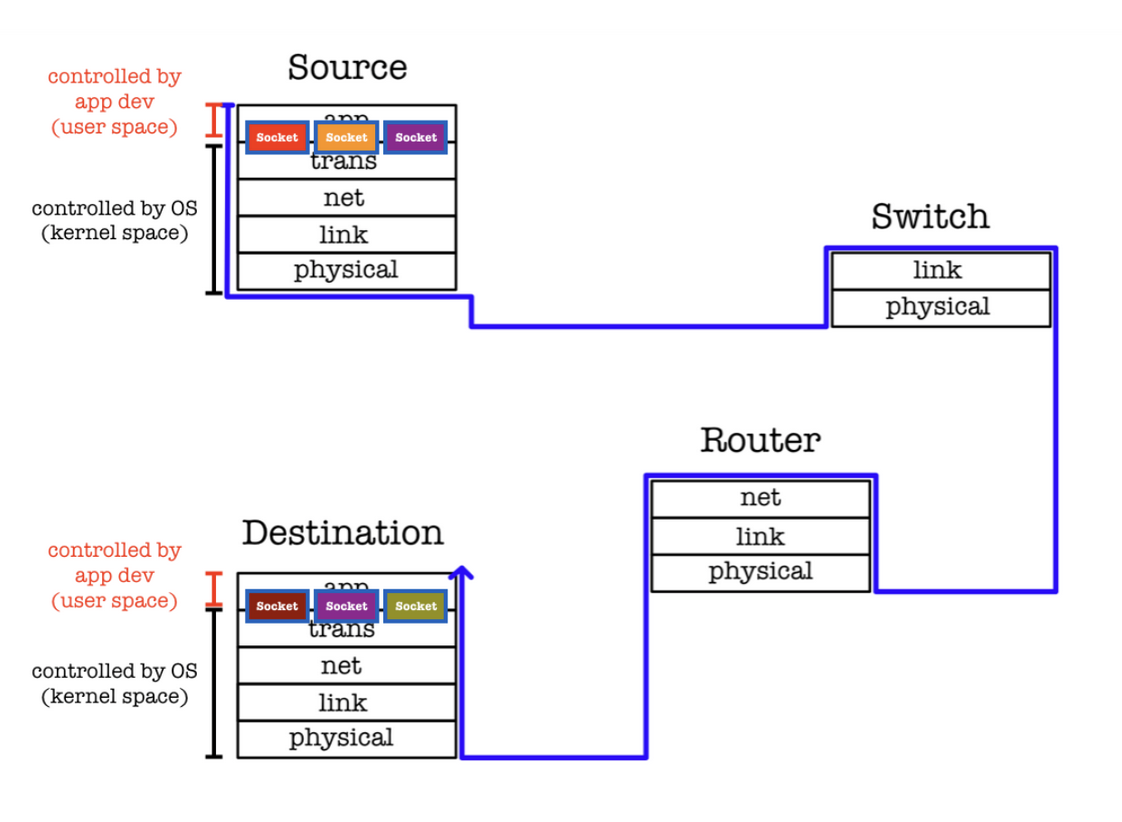 Source
controlled by
app dev
(user space)
app
Socket Socket Socket
trans
net
link
physical
controlled by OS
(kernel space)
Switch
link
physical
Router
net
link
physical
Destination
controlled by
app dev
(user space)
app
Socket Socket Socket
trans
net
link
physical
controlled by OS
(kernel space)